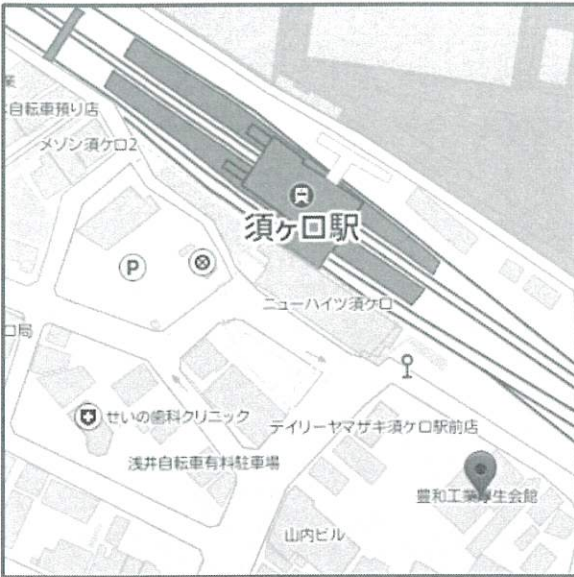 業
自転車預り店
メゾン須ケ口2
須ヶ口駅
P
ニューハイツ須ケ口
口局
せいの歯科クリニック
デイリーヤマザキ須ケ口駅前店
浅井自転車有料駐車場
豊和工業厚生会館
山内ビル